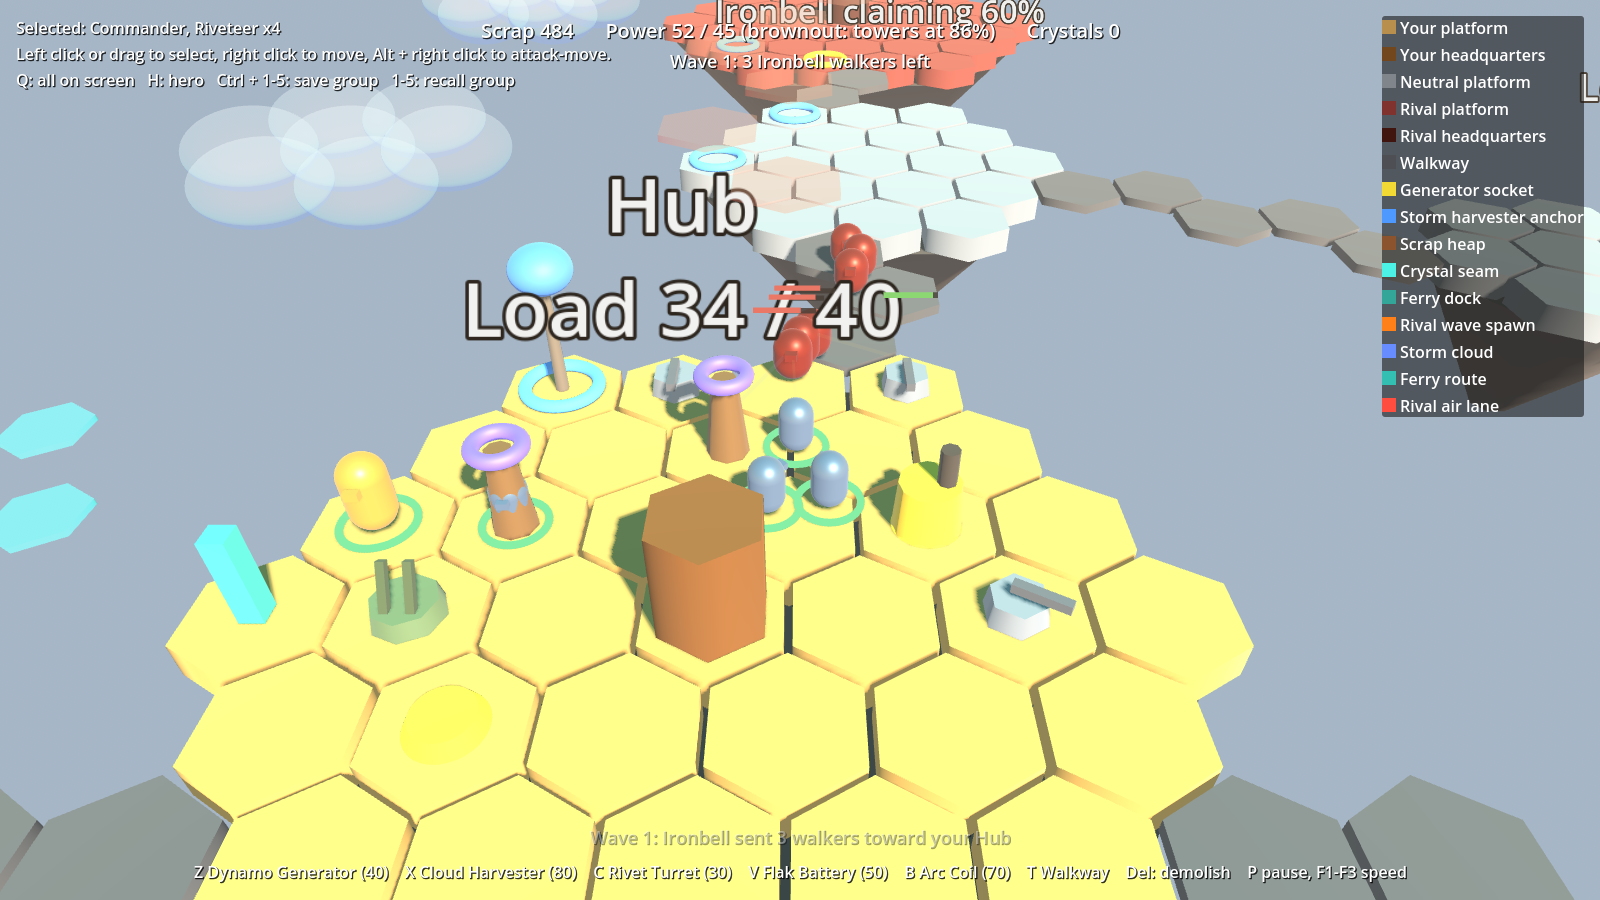 Ironbell claiming 60%
Selected: Commander, Riveteer x4
Scrap 484 Power 52 / 45 (brownout: towers at 86%) Crystals 0
Left click or drag to select, right click to move, Alt + right click to attack-move.
Wave 1: 3 Ironbell walkers left
Q: all on screen H: hero Ctrl + 1-5: save group 1-5: recall group
Your platform
Your headquarters
Neutral platform
Rival platform
Rival headquarters
Walkway
Generator socket
Storm harvester anchor
Scrap heap
Crystal seam
Ferry dock
Rival wave spawn
Storm cloud
Ferry route
Rival air lane
Hub
Load 34 / 40
Wave 1: Ironbell sent 3 walkers toward your Hub
Z Dynamo Generator (40) X Cloud Harvester (80) C Rivet Turret (30) V Flak Battery (50) B Arc Coil (70) T Walkway Del: demolish P pause, F1-F3 speed